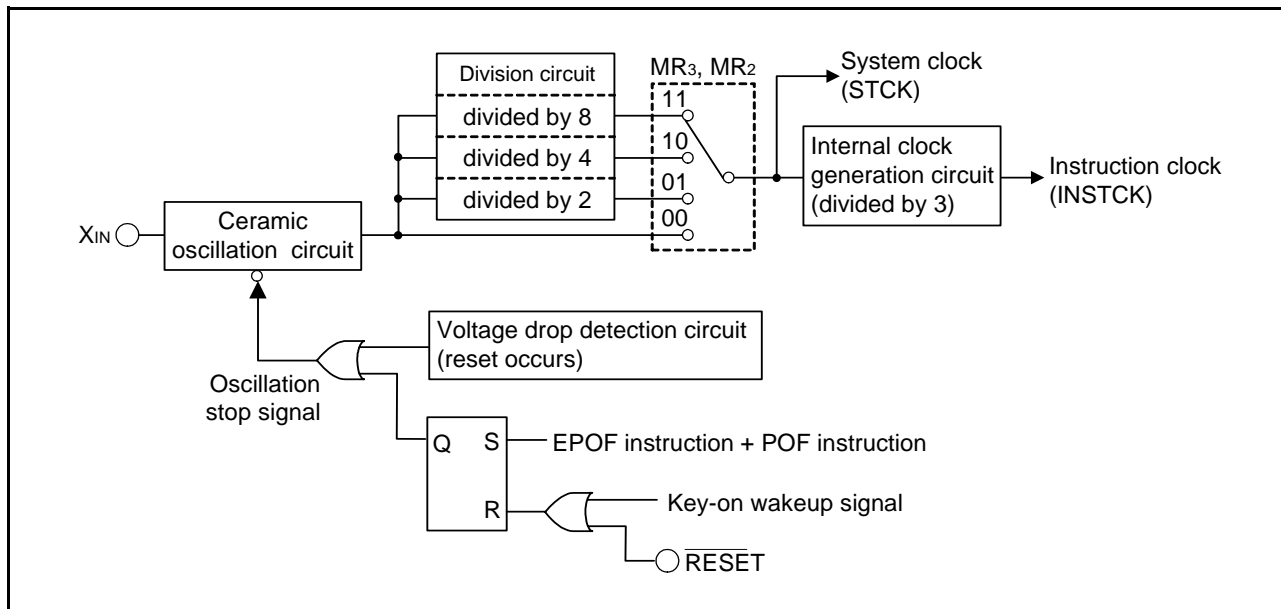 Division circuit
divided by 8
divided by 4
divided by 2
MR3, MR2
11
10
01
00
System clock
(STCK)
Internal clock
generation circuit
(divided by 3)
Instruction clock
(INSTCK)
XIN
Ceramic
oscillation circuit
Voltage drop detection circuit
(reset occurs)
Oscillation
stop signal
Q S
R
EPOF instruction + POF instruction
Key-on wakeup signal
RESET